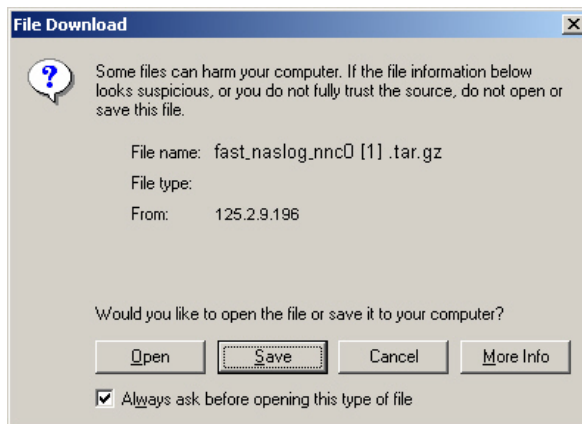 File Download
Some files can harm your computer. If the file information below
looks suspicious, or you do not fully trust the source, do not open or
save this file.
File name: fast_naslog_nnc0 [1] .tar.gz
File type:
From: 125.2.9.196
Would you like to open the file or save it to your computer?
Open Save Cancel More Info
Always ask before opening this type of file